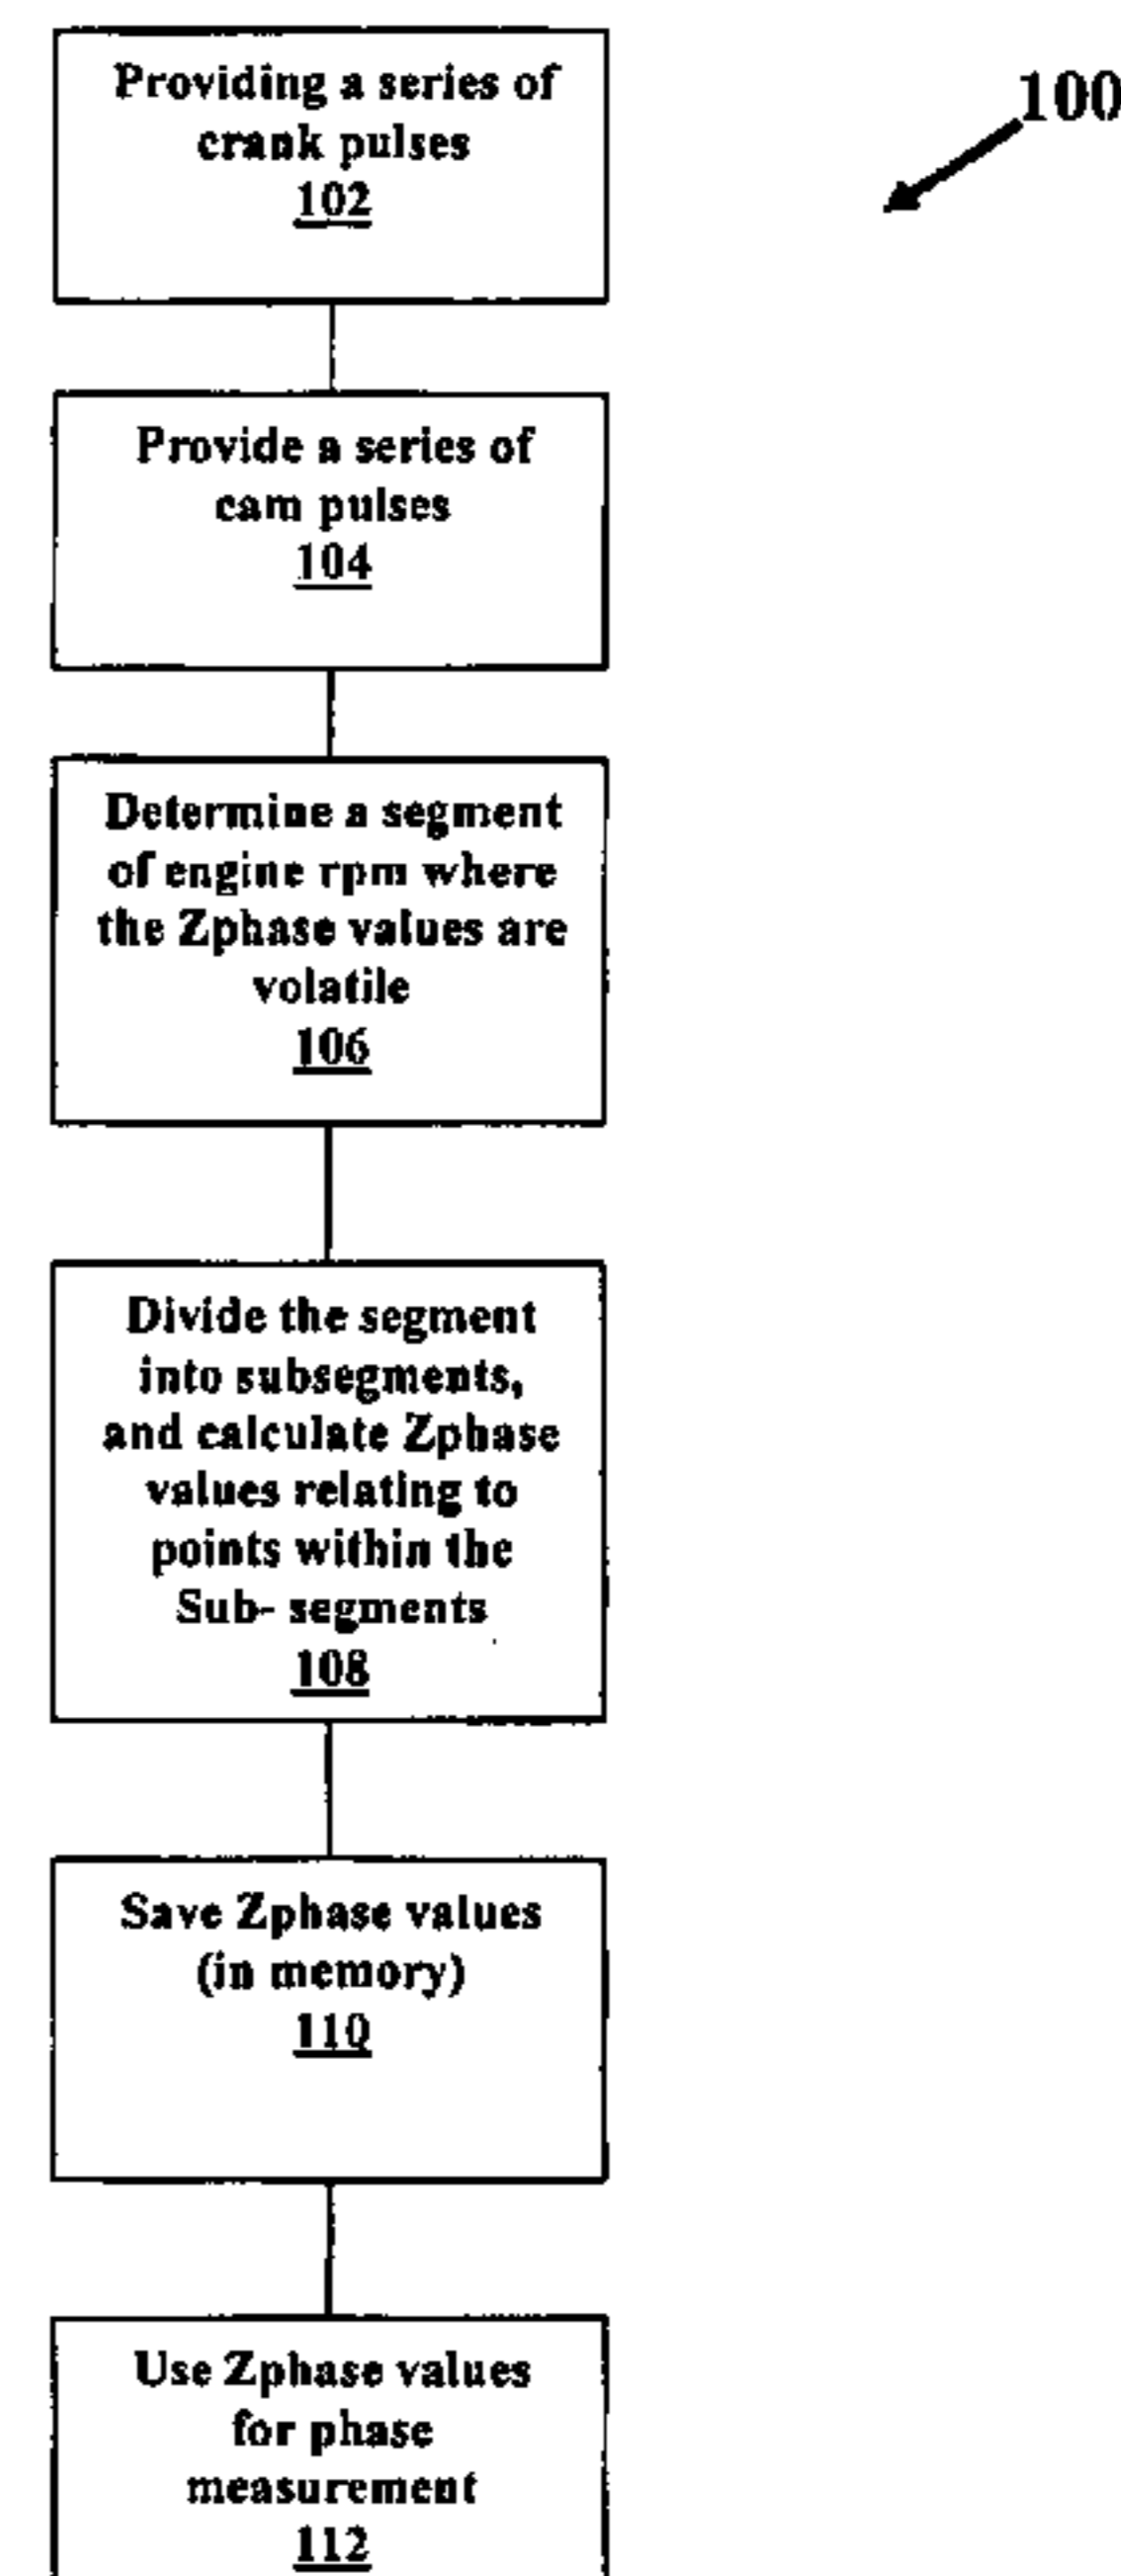 Providing a series of
crank pulses
102
100
Provide a series of
cam pulses
104
Determine a segment
of engine rpm where
the Zphase values are
volatile
106
Divide the segment
into subsegments,
and calculate Zphase
values relating to
points within the
Sub- segments
108
Save Zphase values
(in memory)
110
Use Zphase values
for phase
measurement
112